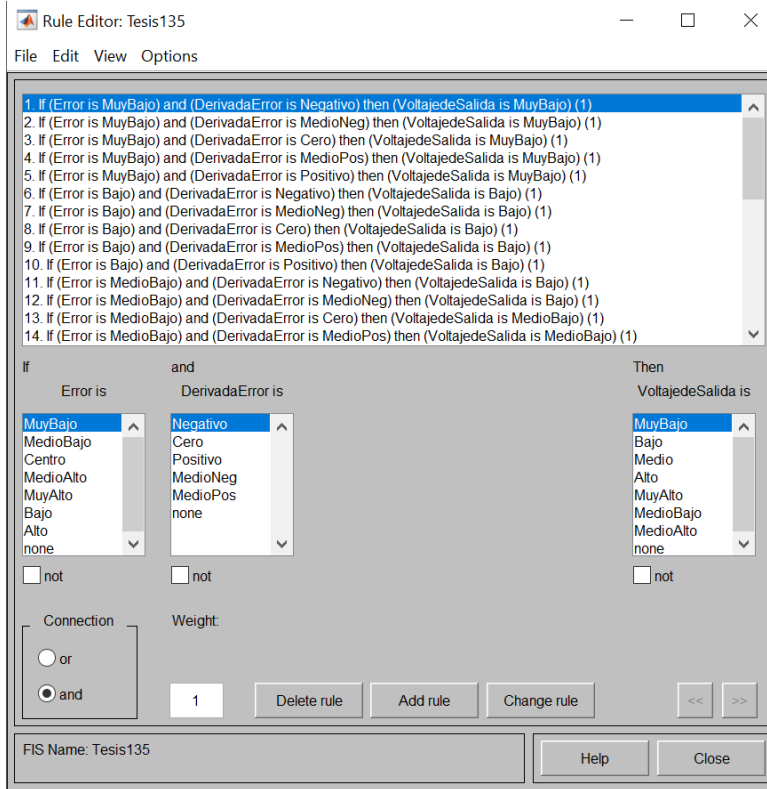 Rule Editor: Tesis135
File Edit View Options
1. If (Error is MuyBajo) and (DerivadaError is Negativo) then (VoltajedeSalida is MuyBajo) (1)
2. If (Error is MuyBajo) and (DerivadaError is MedioNeg) then (VoltajedeSalida is MuyBajo) (1)
3. If (Error is MuyBajo) and (DerivadaError is Cero) then (VoltajedeSalida is MuyBajo) (1)
4. If (Error is MuyBajo) and (DerivadaError is MedioPos) then (VoltajedeSalida is MuyBajo) (1)
5. If (Error is MuyBajo) and (DerivadaError is Positivo) then (VoltajedeSalida is MuyBajo) (1)
6. If (Error is Bajo) and (DerivadaError is Negativo) then (VoltajedeSalida is Bajo) (1)
7. If (Error is Bajo) and (DerivadaError is MedioNeg) then (VoltajedeSalida is Bajo) (1)
8. If (Error is Bajo) and (DerivadaError is Cero) then (VoltajedeSalida is Bajo) (1)
9. If (Error is Bajo) and (DerivadaError is MedioPos) then (VoltajedeSalida is Bajo) (1)
10. If (Error is Bajo) and (DerivadaError is Positivo) then (VoltajedeSalida is Bajo) (1)
11. If (Error is MedioBajo) and (DerivadaError is Negativo) then (VoltajedeSalida is Bajo) (1)
12. If (Error is MedioBajo) and (DerivadaError is MedioNeg) then (VoltajedeSalida is Bajo) (1)
13. If (Error is MedioBajo) and (DerivadaError is Cero) then (VoltajedeSalida is MedioBajo) (1)
14. If (Error is MedioBajo) and (DerivadaError is MedioPos) then (VoltajedeSalida is MedioBajo) (1)
If
Error is
MuyBajo
MedioBajo
Centro
MedioAlto
MuyAlto
Bajo
Alto
none
not
and
DerivadaError is
Negativo
Cero
Positivo
MedioNeg
MedioPos
none
not
Then
VoltajedeSalida is
MuyBajo
Bajo
Medio
Alto
MuyAlto
MedioBajo
MedioAlto
none
not
Connection
or
and
Weight:
1
Delete rule
Add rule
Change rule
<<
>>
FIS Name: Tesis135
Help
Close